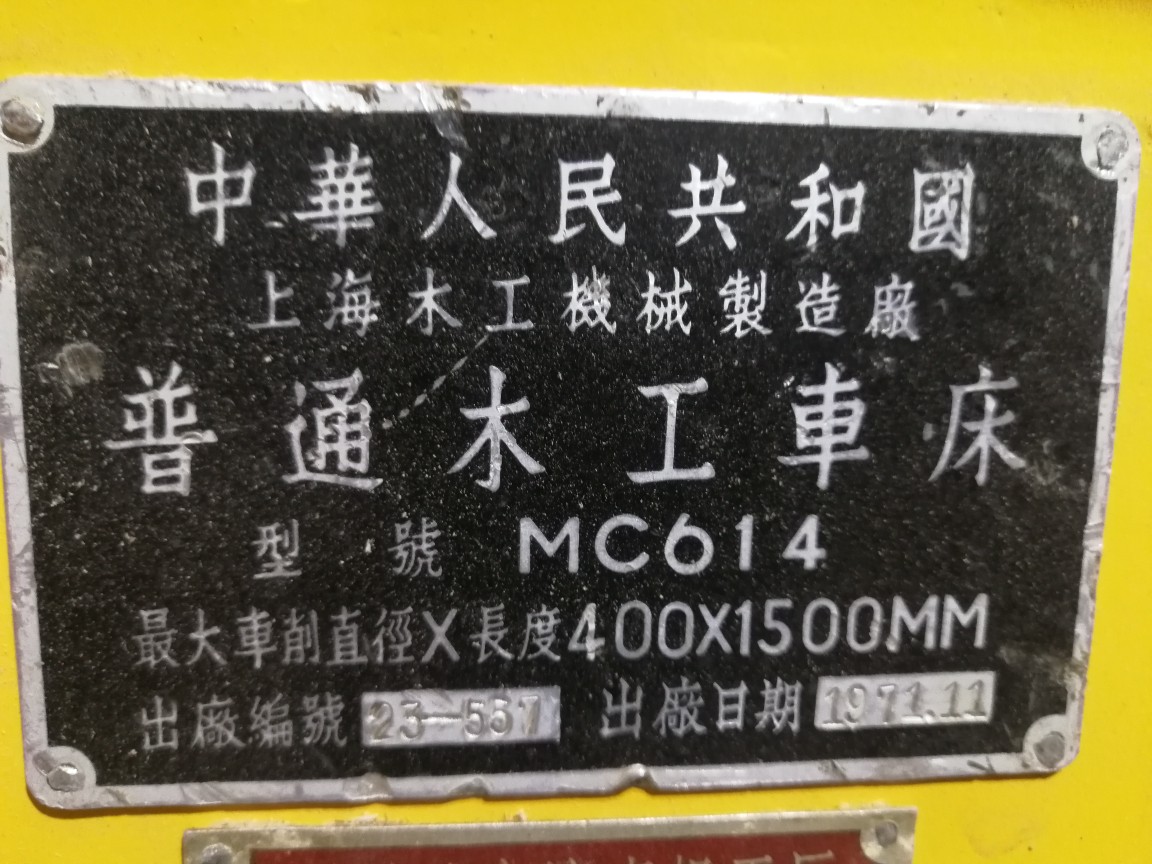 中華人民共和國
上海木工機械製造廠
普通木工車床
型號 MC614
最大車削直徑X長度400X1500MM
出廠編號 23-537 出廠日期 1971.11